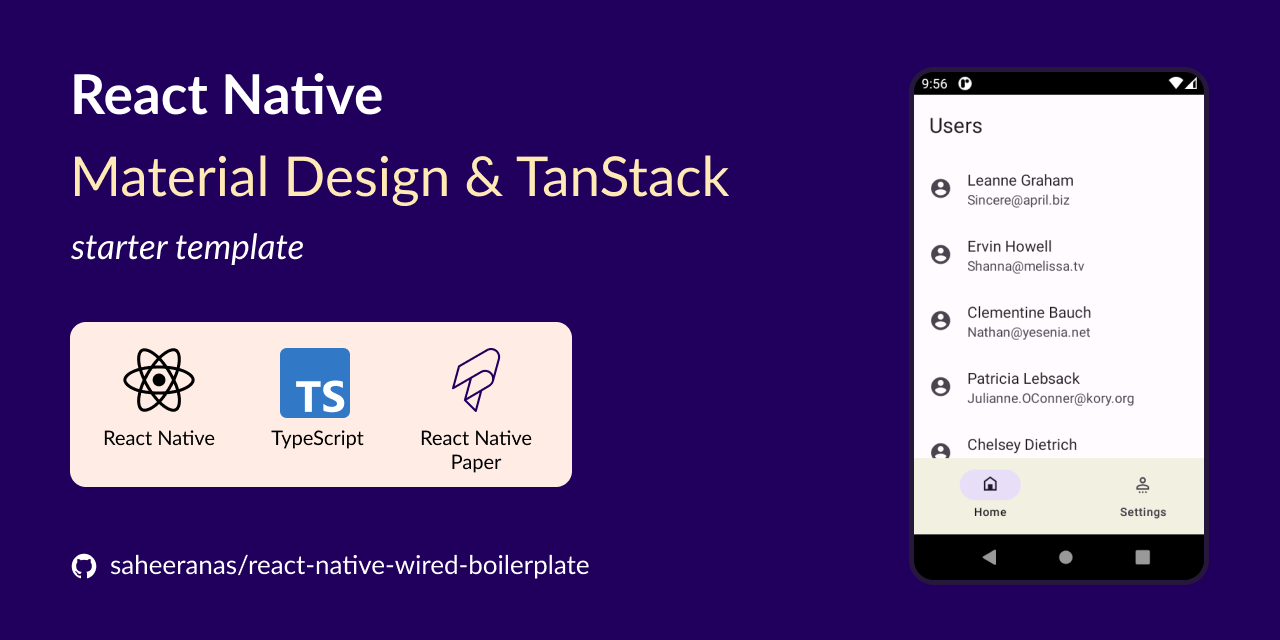 React Native
Material Design & TanStack
starter template
TS
React Native
TypeScript
React Native
Paper
saheeranas/react-native-wired-boilerplate
9:56
Users
Leanne Graham
Sincere@april.biz
Ervin Howell
Shanna@melissa.tv
Clementine Bauch
Nathan@yesenia.net
Patricia Lebsack
Julianne.OConner@kory.org
Chelsey Dietrich
Home
Settings